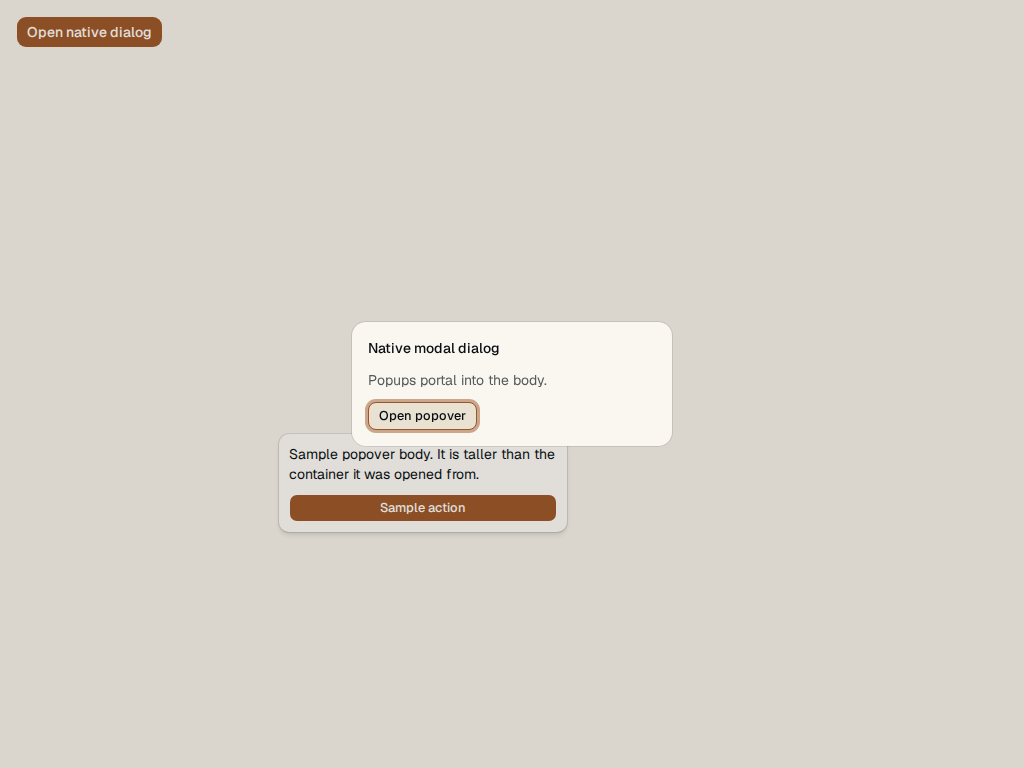 Open native dialog
Native modal dialog
Popups portal into the body.
Open popover
Sample popover body. It is taller than the
container it was opened from.
Sample action